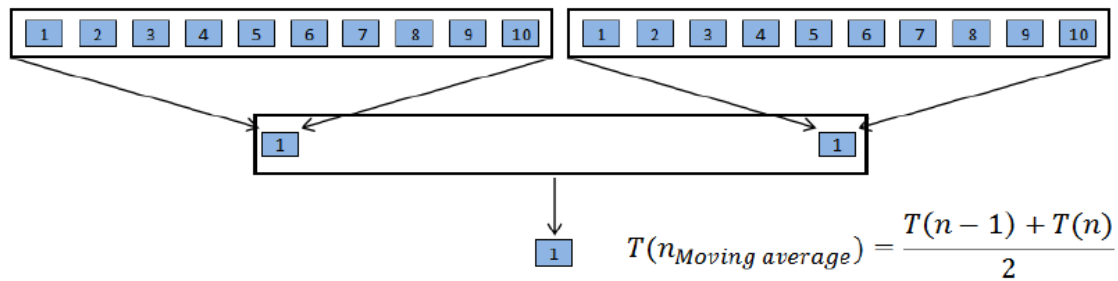 1 2 3 4 5 6 7 8 9 10 1 2 3 4 5 6 7 8 9 10
1 1
1 T(n_{Moving average}) = \frac{T(n-1)+T(n)}{2}